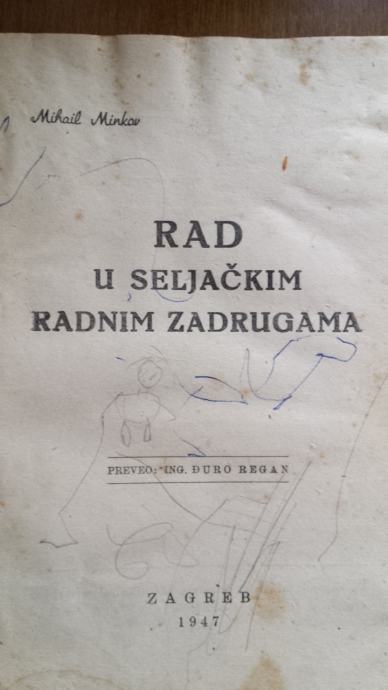 Mihail Minkov
RAD
U SELJAČKIM
RADNIM ZADRUGAMA
PREVEO: ING. ĐURO REGAN
ZAGREB
1947